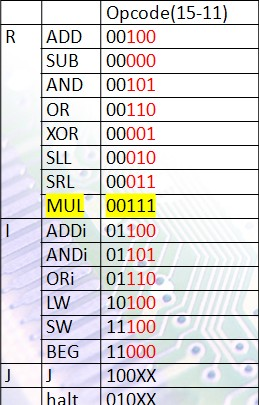 Opcode(15-11)
R ADD 00100
SUB 00000
AND 00101
OR 00110
XOR 00001
SLL 00010
SRL 00011
MUL 00111
I ADDi 01100
ANDi 01101
ORi 01110
LW 10100
SW 11100
BEG 11000
J J 100XX
halt 010XX